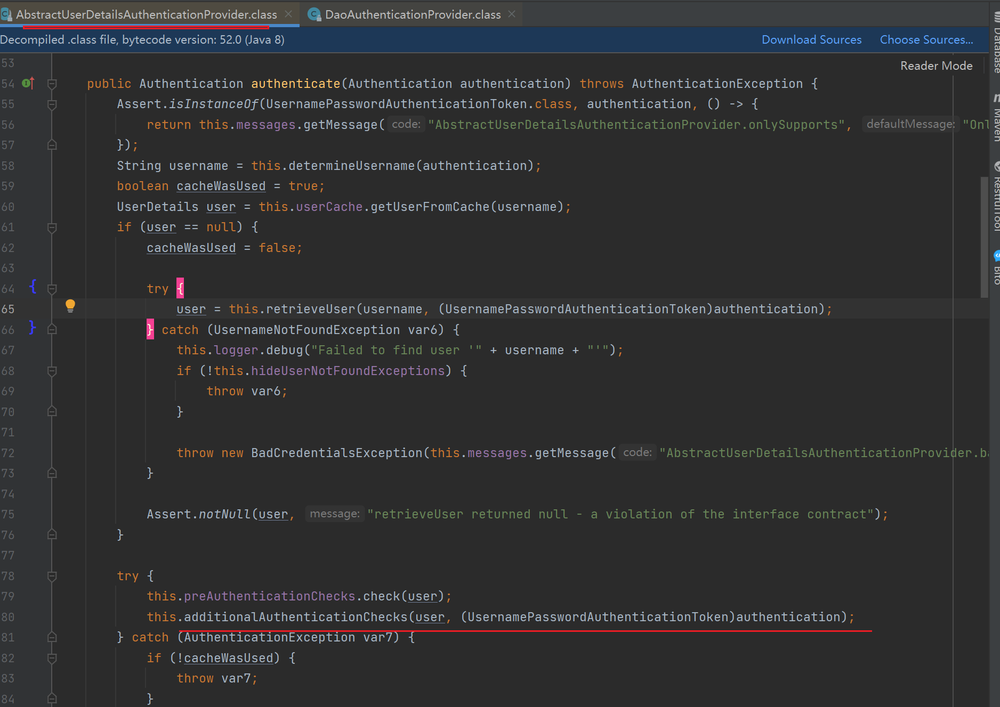 AbstractUserDetailsAuthenticationProvider.class
DaoAuthenticationProvider.class
Decompiled .class file, bytecode version: 52.0 (Java 8)
Download Sources
Choose Sources...
Reader Mode
53
54 public Authentication authenticate(Authentication authentication) throws AuthenticationException {
55 Assert.isInstanceOf(UsernamePasswordAuthenticationToken.class, authentication, () -> {
56 return this.messages.getMessage( code: "AbstractUserDetailsAuthenticationProvider.onlySupports", defaultMessage: "Onl
57 });
58 String username = this.determineUsername(authentication);
59 boolean cacheWasUsed = true;
60 UserDetails user = this.userCache.getUserFromCache(username);
61 if (user == null) {
62 cacheWasUsed = false;
63
64 try {
65 user = this.retrieveUser(username, (UsernamePasswordAuthenticationToken)authentication);
66 } catch (UsernameNotFoundException var6) {
67 this.logger.debug("Failed to find user '" + username + "'");
68 if (!this.hideUserNotFoundExceptions) {
69 throw var6;
70 }
71
72 throw new BadCredentialsException(this.messages.getMessage( code: "AbstractUserDetailsAuthenticationProvider.ba
73 }
74
75 Assert.notNull(user, message: "retrieveUser returned null - a violation of the interface contract");
76 }
77
78 try {
79 this.preAuthenticationChecks.check(user);
80 this.additionalAuthenticationChecks(user, (UsernamePasswordAuthenticationToken)authentication);
81 } catch (AuthenticationException var7) {
82 if (!cacheWasUsed) {
83 throw var7;
84 }
Database
Maven
RestfulTool
Bito